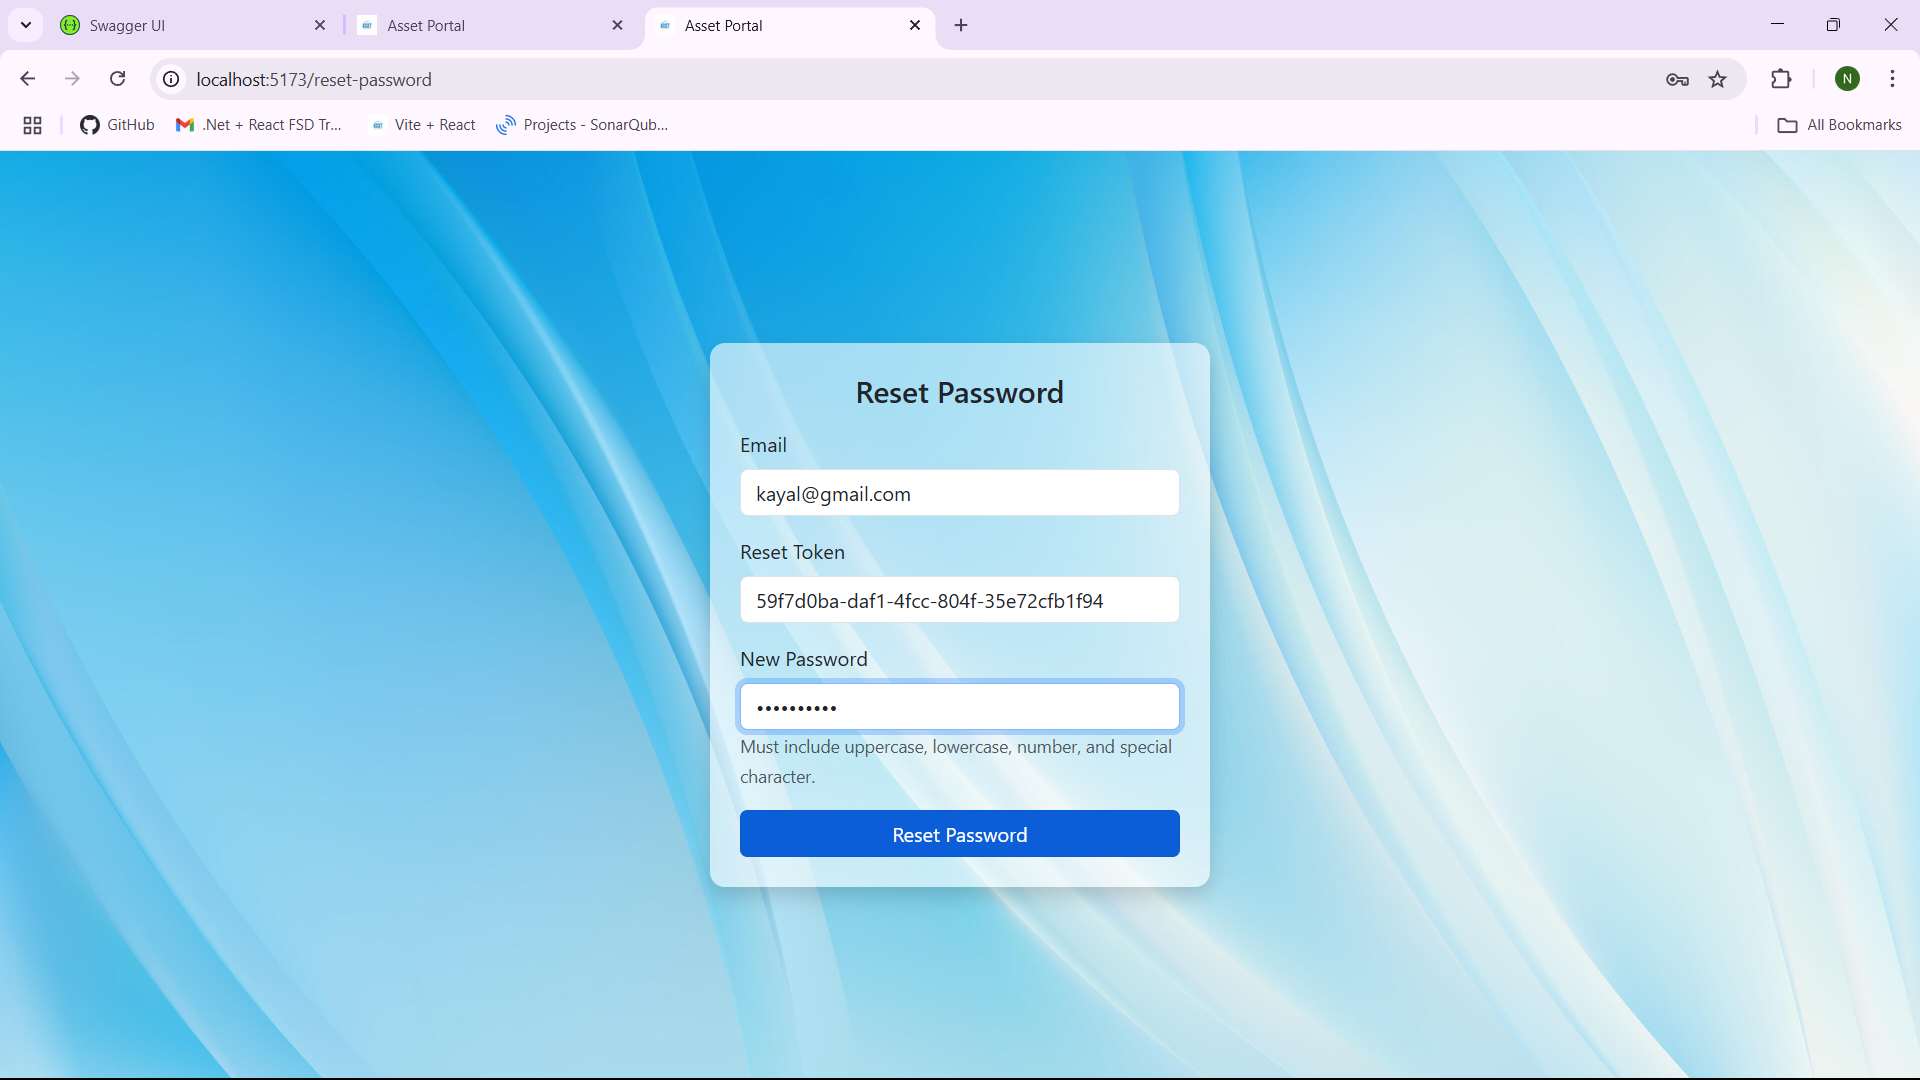 Swagger UI
Asset Portal
Asset Portal
localhost:5173/reset-password
N
GitHub
.Net + React FSD Tr...
Vite + React
Projects - SonarQub...
All Bookmarks
Reset Password
Email
kayal@gmail.com
Reset Token
59f7d0ba-daf1-4fcc-804f-35e72cfb1f94
New Password
••••••••••
Must include uppercase, lowercase, number, and special
character.
Reset Password